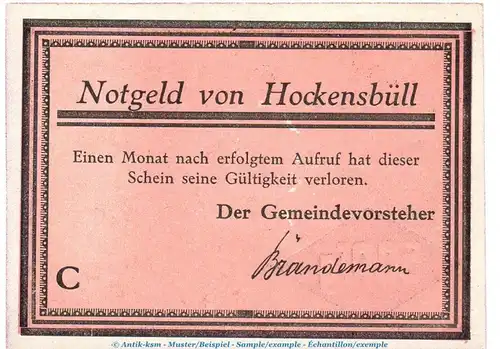 Notgeld von Hockensbüll
Einen Monat nach erfolgtem Aufruf hat dieser
Schein seine Gültigkeit verloren.
Der Gemeindevorsteher
Brandemann
C
© Antik-ksm - Muster/Beispiel - Sample/exemple - Échantillon/exemple